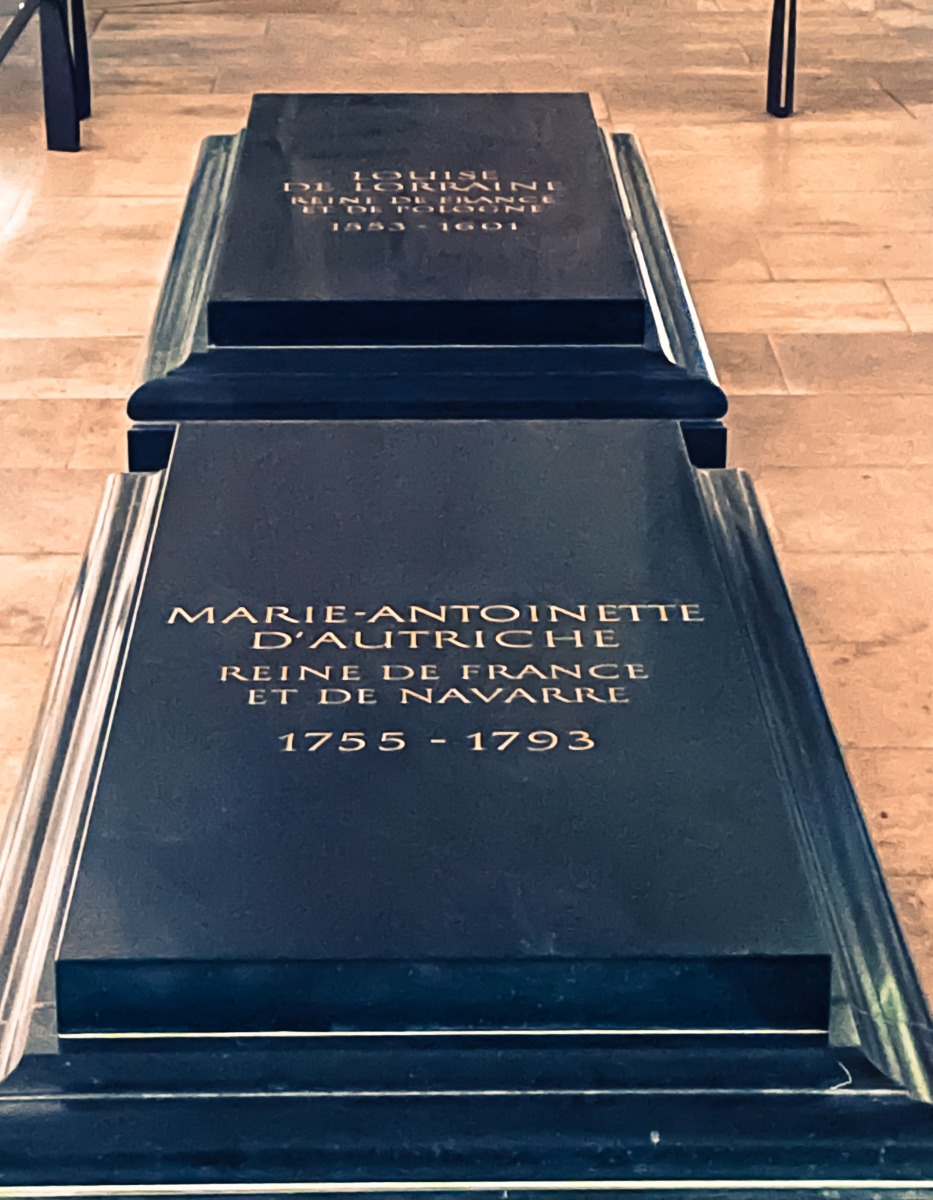 LOUISE
DE LORRAINE
REINE DE FRANCE
ET DE POLOGNE
1553 - 1601
MARIE-ANTOINETTE
D'AUTRICHE
REINE DE FRANCE
ET DE NAVARRE
1755 - 1793